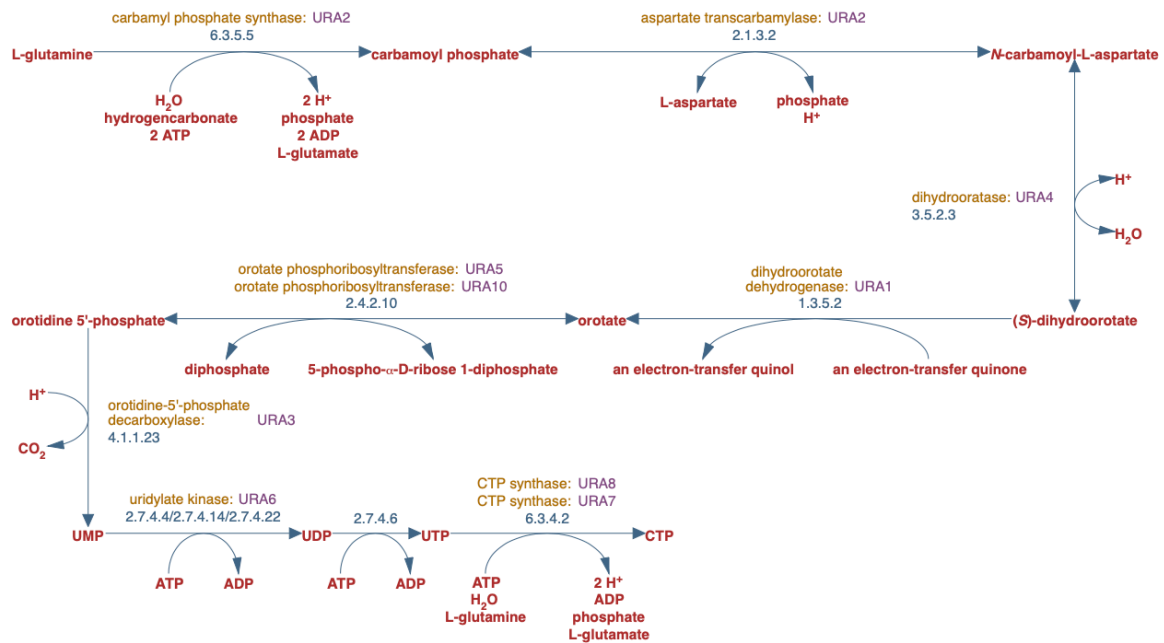 carbamyl phosphate synthase: URA2
6.3.5.5
aspartate transcarbamylase: URA2
2.1.3.2
L-glutamine
carbamoyl phosphate
N-carbamoyl-L-aspartate
H2O
hydrogencarbonate
2 ATP
2 H+
phosphate
2 ADP
L-glutamate
L-aspartate
phosphate
H+
dihydrooratase: URA4
3.5.2.3
H+
H2O
orotate phosphoribosyltransferase: URA5
orotate phosphoribosyltransferase: URA10
2.4.2.10
dihydroorotate
dehydrogenase: URA1
1.3.5.2
orotidine 5'-phosphate
orotate
(S)-dihydroorotate
diphosphate
5-phospho-α-D-ribose 1-diphosphate
an electron-transfer quinol
an electron-transfer quinone
H+
CO2
orotidine-5'-phosphate
decarboxylase: URA3
4.1.1.23
uridylate kinase: URA6
2.7.4.4/2.7.4.14/2.7.4.22
2.7.4.6
CTP synthase: URA8
CTP synthase: URA7
6.3.4.2
UMP
UDP
UTP
CTP
ATP
ADP
ATP
ADP
ATP
H2O
L-glutamine
2 H+
ADP
phosphate
L-glutamate